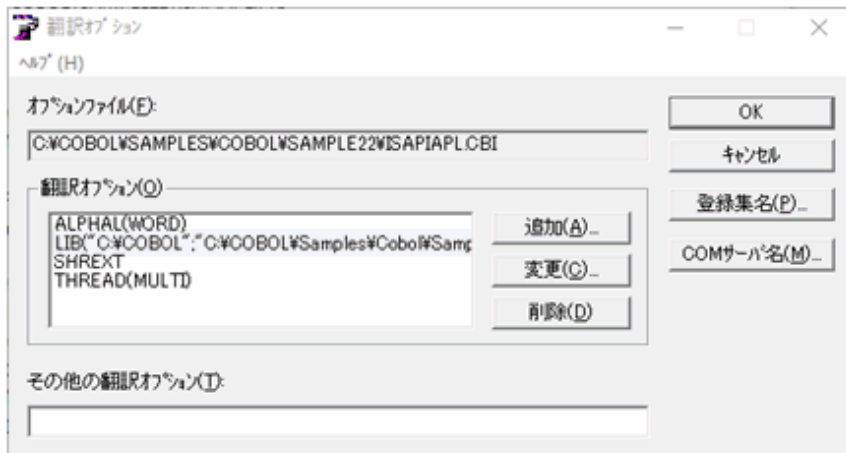 翻訳オプション
ヘルプ(H)
オプションファイル(F):
OK
C:¥COBOL¥SAMPLES¥COBOL¥SAMPLE22¥ISAPIAPL.CBI
キャンセル
翻訳オプション(O)
登録集名(P)...
ALPHAL(WORD)
追加(A)...
LIB("C:¥COBOL";"C:¥COBOL¥Samples¥Cobol¥Samp
COMサーバ名(M)...
SHREXT
変更(C)...
THREAD(MULTI)
削除(D)
その他の翻訳オプション(T):